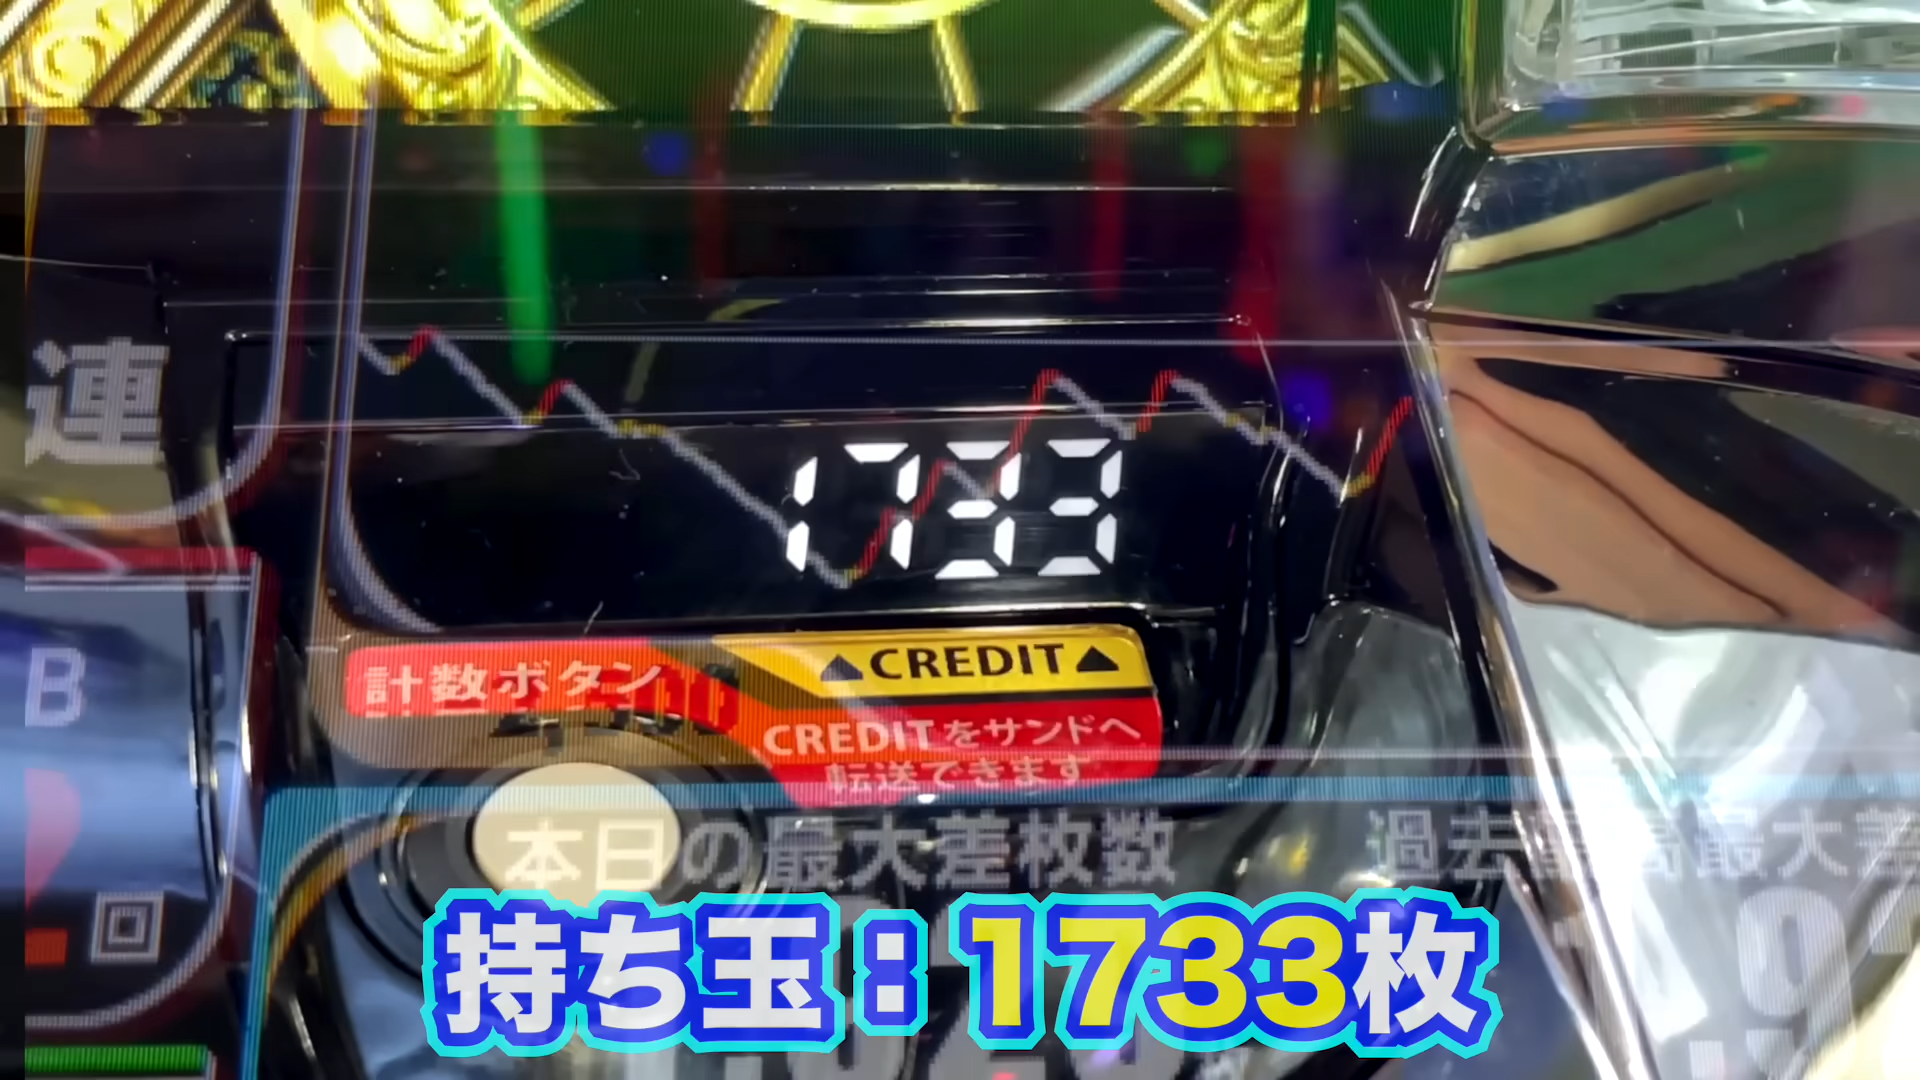 連
1733
B
計数ボタン
▲CREDIT▲
CREDITをサンドへ
転送できます
本日の最大差枚数
回
持ち玉：1733枚